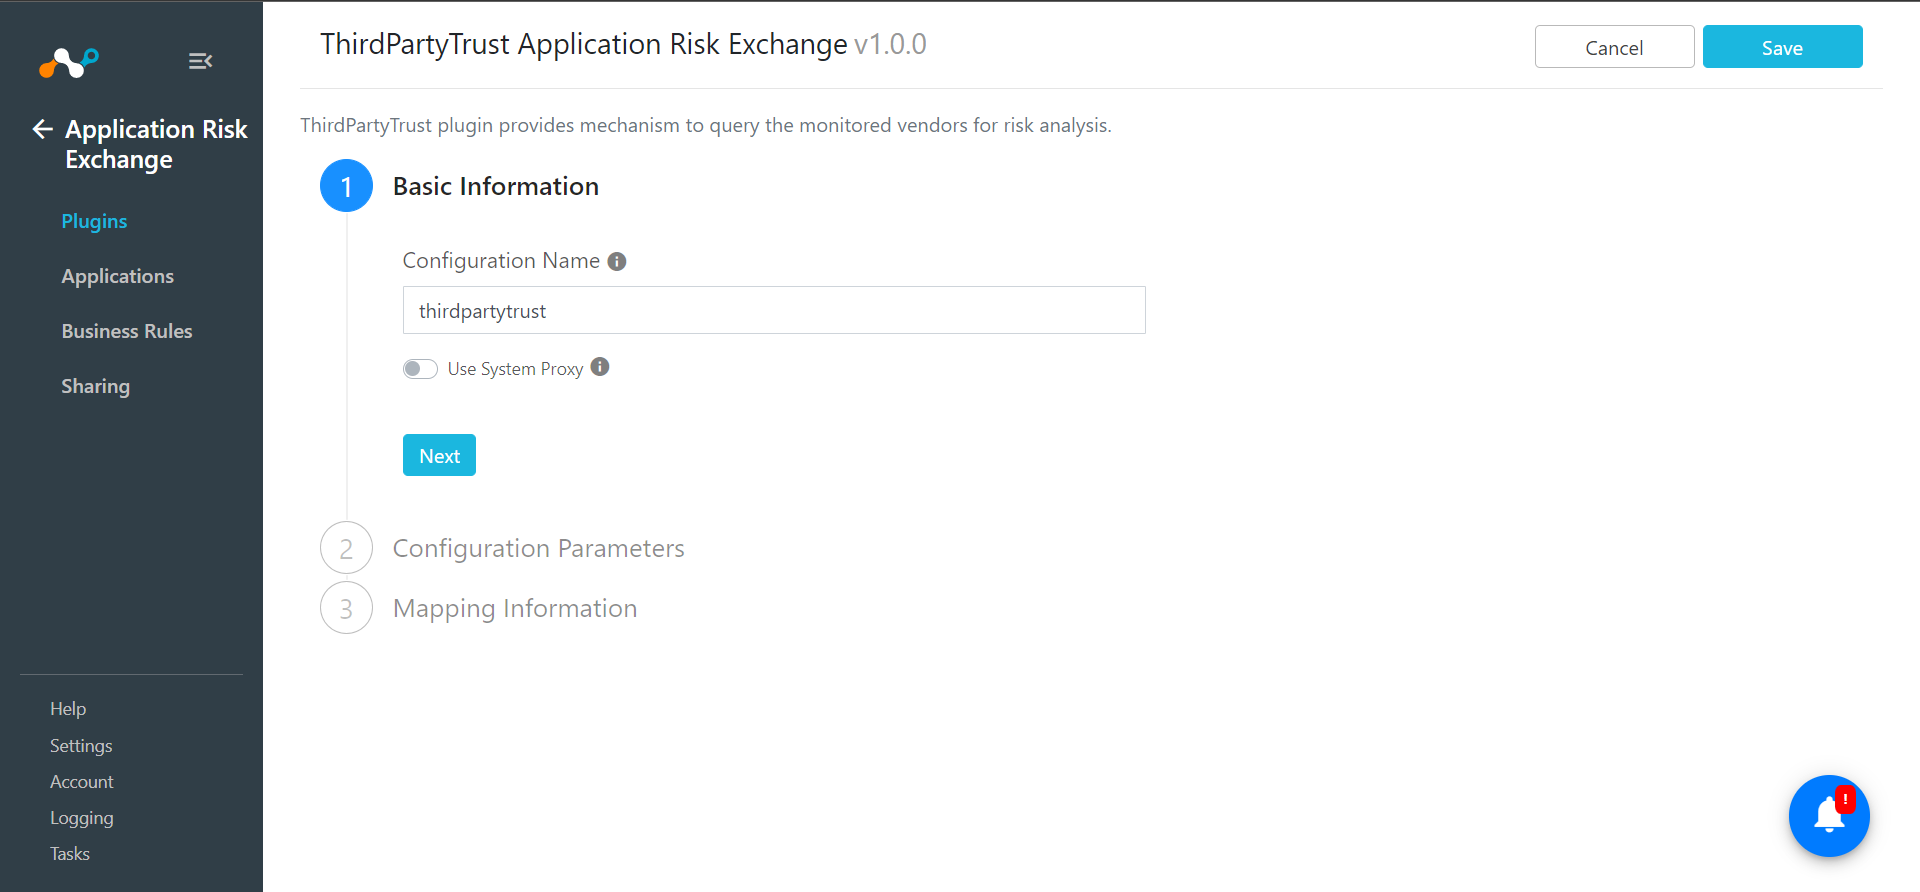 Application Risk
Exchange
Plugins
Applications
Business Rules
Sharing
Help
Settings
Account
Logging
Tasks
ThirdPartyTrust Application Risk Exchange v1.0.0
Cancel
Save
ThirdPartyTrust plugin provides mechanism to query the monitored vendors for risk analysis.
1
Basic Information
Configuration Name
thirdpartytrust
Use System Proxy
Next
2
Configuration Parameters
3
Mapping Information
!